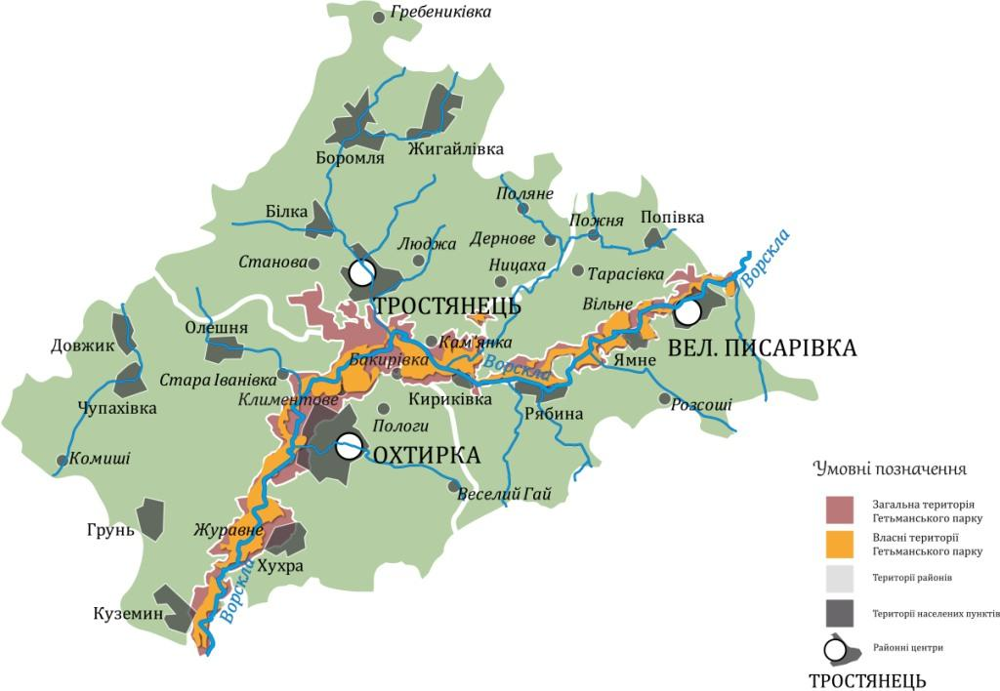 Гребениківка
Боромля
Жигайлівка
Білка
Поляне
Пожня
Попівка
Дернове
Люджа
Станова
Ницаха
Тарасівка
Ворскла
ТРОСТЯНЕЦЬ
Вільне
Олешня
Довжик
Кам'янка
ВЕЛ. ПИСАРІВКА
Бакирівка
Ворскла
Ямне
Стара Іванівка
Климентове
Кириківка
Чупахівка
Рябина
Розсоші
Пологи
Комиші
ОХТИРКА
Веселий Гай
Грунь
Журавне
Хухра
Ворскла
Куземин
Умовні позначення
Загальна територія
Гетьманського парку
Власні території
Гетьманського парку
Території районів
Території населених пунктів
Районні центри
ТРОСТЯНЕЦЬ